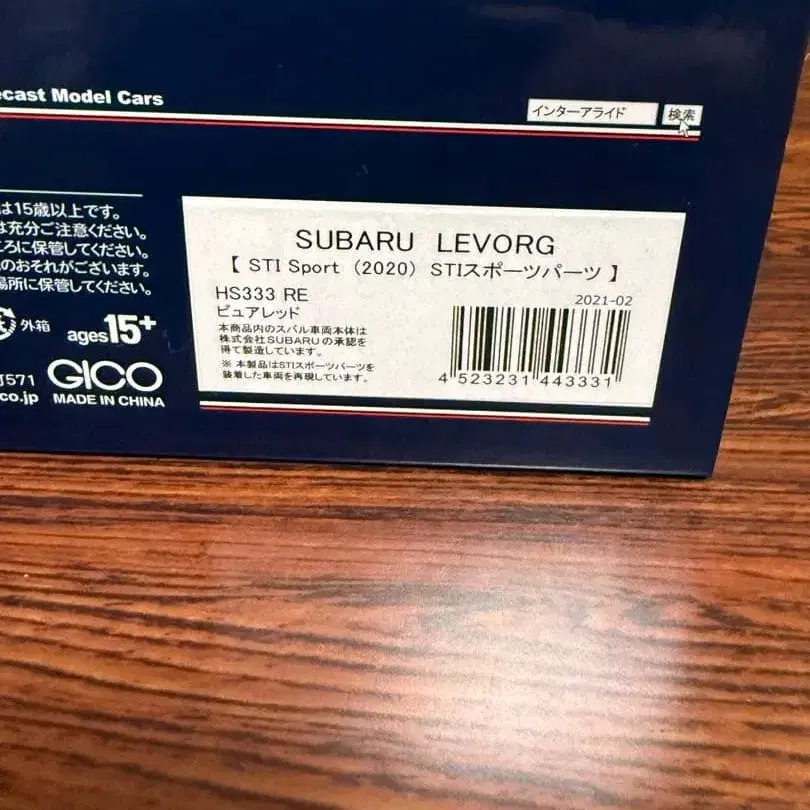 ecast Model Cars
インターアライド 検索
は15歳以上です。
は充分ご注意ください。
ころに保管してください。
のおそれがございます。
場所に保管してください。
外箱 ages15+
571 GICO
co.jp MADE IN CHINA
SUBARU LEVORG
【 STI Sport（2020）STIスポーツパーツ 】
HS333 RE
2021-02
ピュアレッド
本商品内のスバル車両本体は
株式会社SUBARUの承認を
得て製造しています。
※ 本製品はSTIスポーツパーツを
装着した車両を再現しています。
4 523231 443331